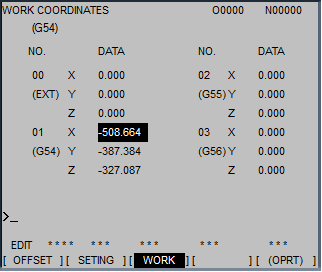 WORK COORDINATES O0000 N00000
(G54)
NO. DATA NO. DATA
00 X 0.000 02 X 0.000
(EXT) Y 0.000 (G55) Y 0.000
Z 0.000 Z 0.000
01 X -508.664 03 X 0.000
(G54) Y -387.384 (G56) Y 0.000
Z -327.087 Z 0.000
>_
EDIT **** *** *** *** ***
[ OFFSET ] [ SETING ] [ WORK ] [ ] [ (OPRT) ]